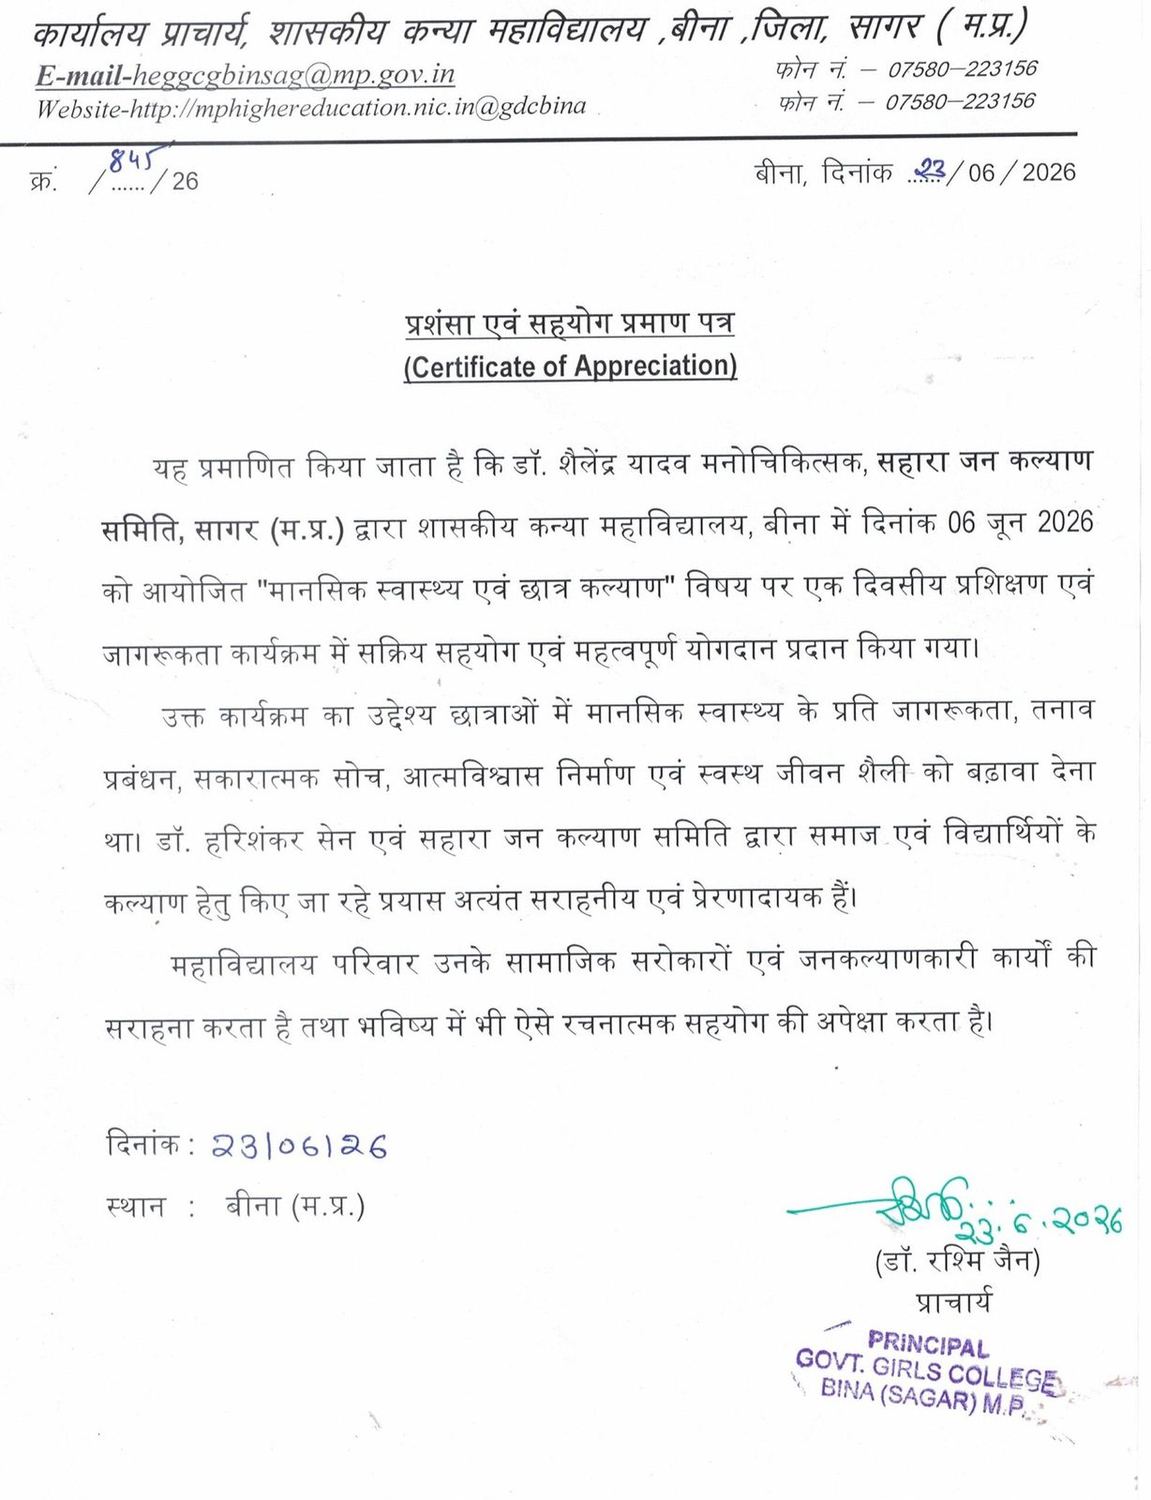 कार्यालय प्राचार्य, शासकीय कन्या महाविद्यालय ,बीना ,जिला, सागर ( म.प्र.)
E-mail-heggcgbinsag@mp.gov.in फोन नं. – 07580–223156
Website-http://mphighereducation.nic.in@gdcbina फोन नं. – 07580–223156
क्रं. /845/26 बीना, दिनांक 23/06/2026
प्रशंसा एवं सहयोग प्रमाण पत्र
(Certificate of Appreciation)
यह प्रमाणित किया जाता है कि डॉ. शैलेंद्र यादव मनोचिकित्सक, सहारा जन कल्याण
समिति, सागर (म.प्र.) द्वारा शासकीय कन्या महाविद्यालय, बीना में दिनांक 06 जून 2026
को आयोजित "मानसिक स्वास्थ्य एवं छात्र कल्याण" विषय पर एक दिवसीय प्रशिक्षण एवं
जागरूकता कार्यक्रम में सक्रिय सहयोग एवं महत्वपूर्ण योगदान प्रदान किया गया।
उक्त कार्यक्रम का उद्देश्य छात्राओं में मानसिक स्वास्थ्य के प्रति जागरूकता, तनाव
प्रबंधन, सकारात्मक सोच, आत्मविश्वास निर्माण एवं स्वस्थ जीवन शैली को बढ़ावा देना
था। डॉ. हरिशंकर सेन एवं सहारा जन कल्याण समिति द्वारा समाज एवं विद्यार्थियों के
कल्याण हेतु किए जा रहे प्रयास अत्यंत सराहनीय एवं प्रेरणादायक हैं।
महाविद्यालय परिवार उनके सामाजिक सरोकारों एवं जनकल्याणकारी कार्यों की
सराहना करता है तथा भविष्य में भी ऐसे रचनात्मक सहयोग की अपेक्षा करता है।
दिनांक : 23/06/26
स्थान : बीना (म.प्र.)
23.6.2026
(डॉ. रश्मि जैन)
प्राचार्य
PRINCIPAL
GOVT. GIRLS COLLEGE
BINA (SAGAR) M.P.